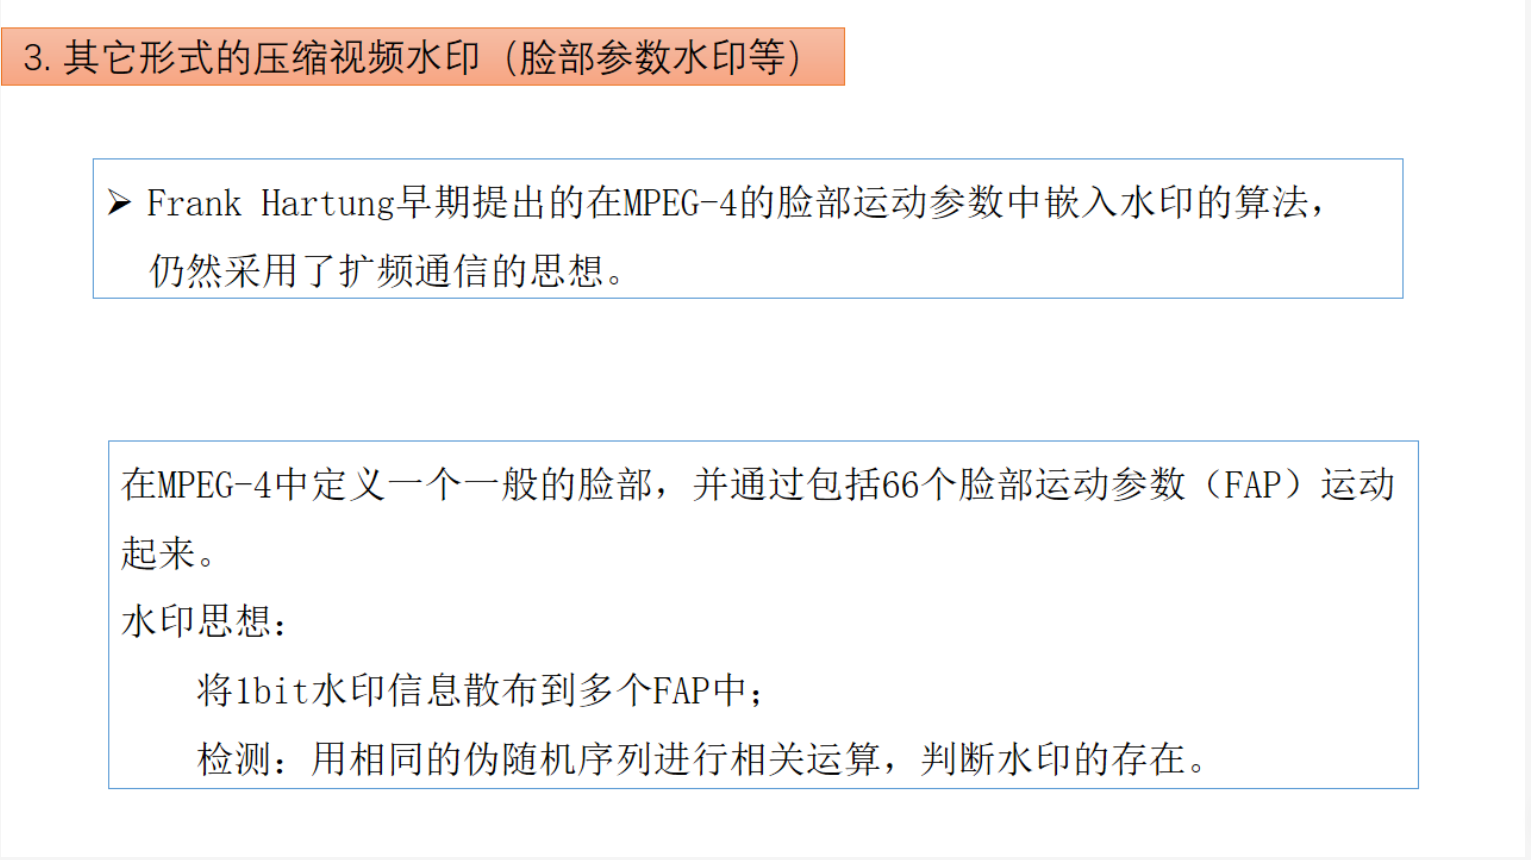 3. 其它形式的压缩视频水印（脸部参数水印等）
➢ Frank Hartung早期提出的在MPEG-4的脸部运动参数中嵌入水印的算法，
仍然采用了扩频通信的思想。
在MPEG-4中定义一个一般的脸部，并通过包括66个脸部运动参数（FAP）运动
起来。
水印思想：
将1bit水印信息散布到多个FAP中；
检测：用相同的伪随机序列进行相关运算，判断水印的存在。